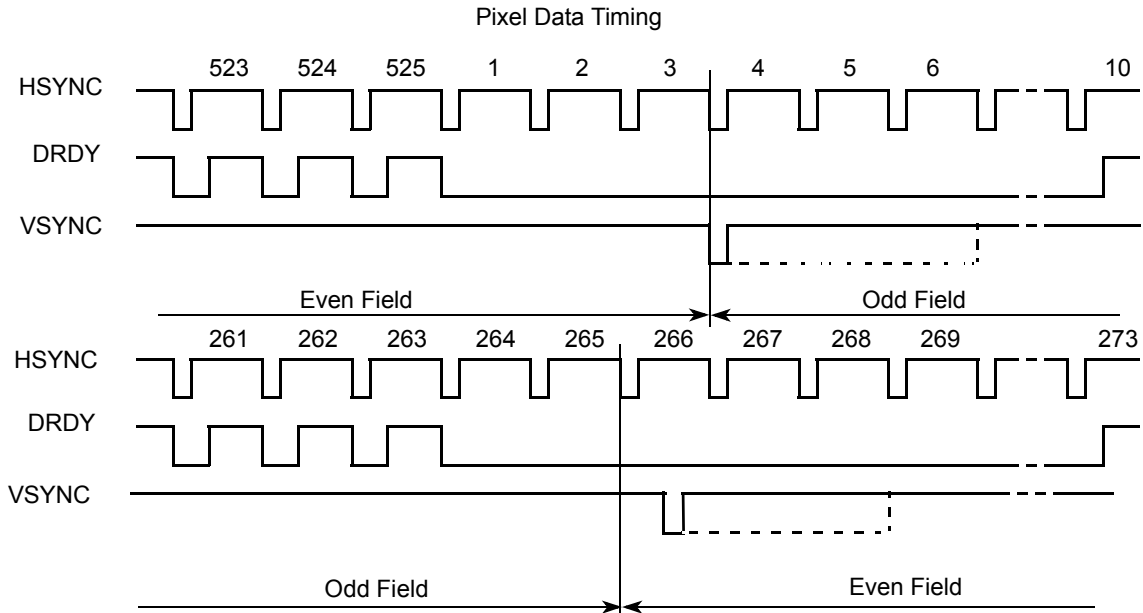 Pixel Data Timing
523 524 525 1 2 3 4 5 6 10
HSYNC
DRDY
VSYNC
Even Field Odd Field
261 262 263 264 265 266 267 268 269 273
HSYNC
DRDY
VSYNC
Odd Field Even Field